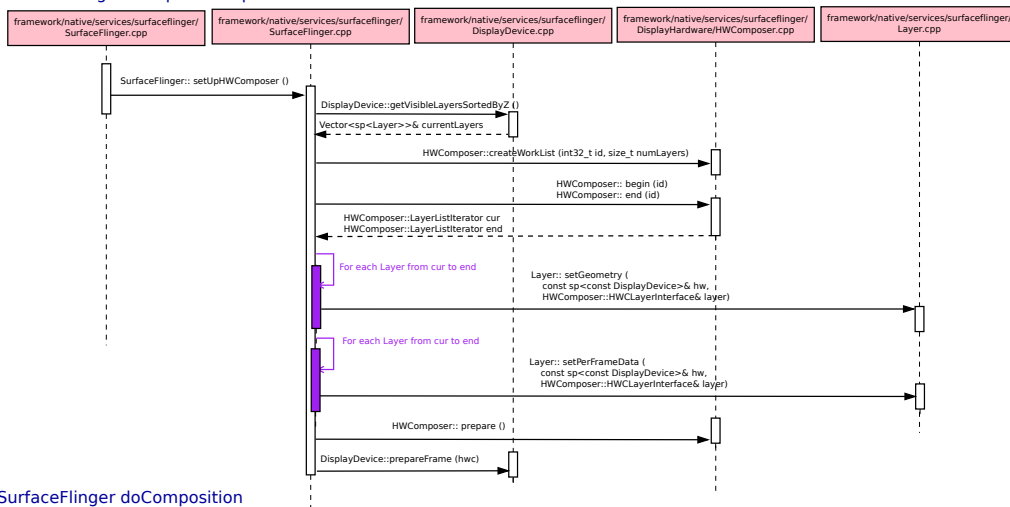 framework/native/services/surfaceflinger/
SurfaceFlinger.cpp
framework/native/services/surfaceflinger/
SurfaceFlinger.cpp
framework/native/services/surfaceflinger/
DisplayDevice.cpp
framework/native/services/surfaceflinger/
DisplayHardware/HWComposer.cpp
framework/native/services/surfaceflinger/
Layer.cpp
SurfaceFlinger:: setUpHWComposer ()
DisplayDevice::getVisibleLayersSortedByZ ()
Vector<sp<Layer>>& currentLayers
HWComposer::createWorkList (int32_t id, size_t numLayers)
HWComposer:: begin (id)
HWComposer:: end (id)
HWComposer::LayerListIterator cur
HWComposer::LayerListIterator end
For each Layer from cur to end
Layer:: setGeometry (
const sp<const DisplayDevice>& hw,
HWComposer::HWCLayerInterface& layer)
For each Layer from cur to end
Layer:: setPerFrameData (
const sp<const DisplayDevice>& hw,
HWComposer::HWCLayerInterface& layer)
HWComposer:: prepare ()
DisplayDevice::prepareFrame (hwc)
SurfaceFlinger doComposition